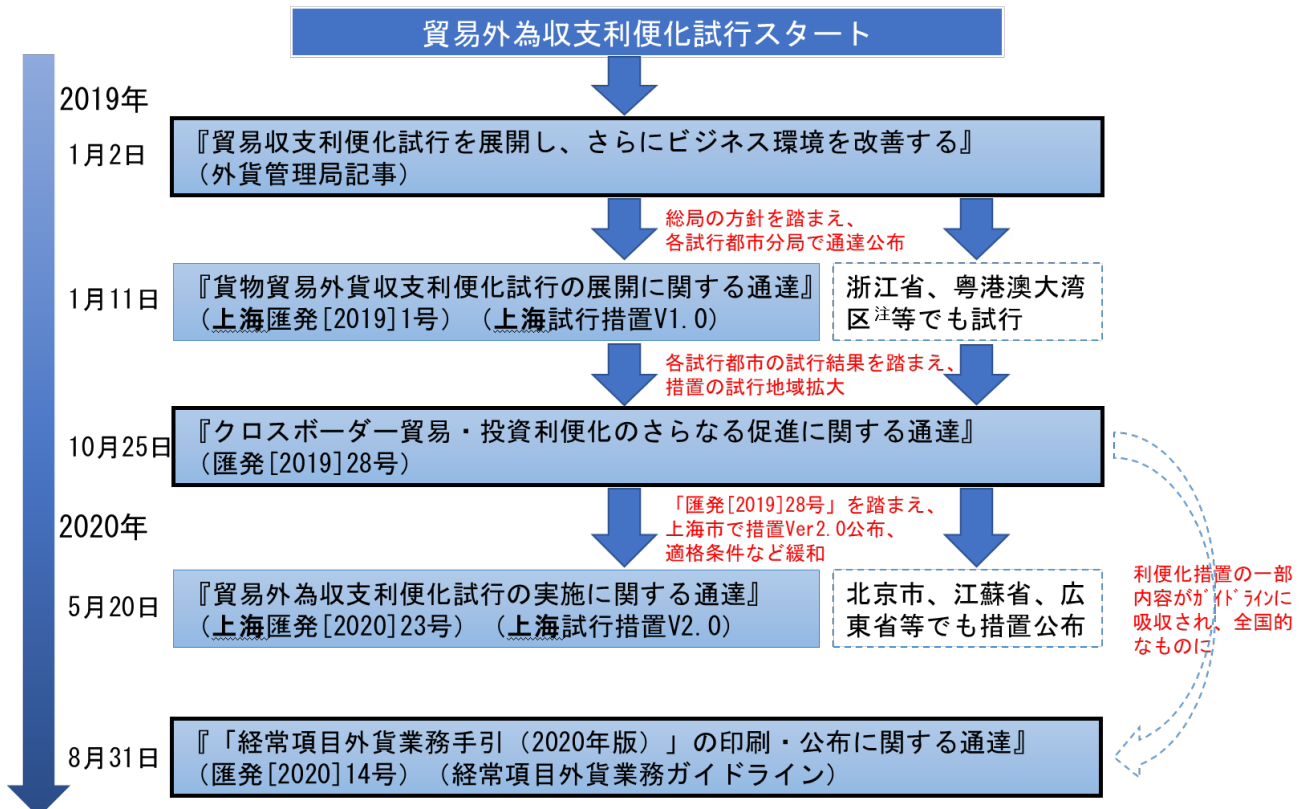 貿易外為収支利便化試行スタート
2019年
1月2日
『貿易収支利便化試行を展開し、さらにビジネス環境を改善する』
（外貨管理局記事）
総局の方針を踏まえ、
各試行都市分局で通達公布
1月11日
『貨物貿易外貨収支利便化試行の展開に関する通達』
（上海匯発[2019]1号）（上海試行措置V1.0）
浙江省、粤港澳大湾
区注等でも試行
各試行都市の試行結果を踏まえ、
措置の試行地域拡大
10月25日
『クロスボーダー貿易・投資利便化のさらなる促進に関する通達』
（匯発[2019]28号）
「匯発[2019]28号」を踏まえ、
上海市で措置Ver2.0公布、
適格条件など緩和
2020年
5月20日
『貿易外為収支利便化試行の実施に関する通達』
（上海匯発[2020]23号）（上海試行措置V2.0）
北京市、江蘇省、広
東省等でも措置公布
利便化措置の一部
内容がｶﾞｲﾄﾞﾗｲﾝに
吸収され、全国的
なものに
8月31日
『「経常項目外貨業務手引（2020年版）」の印刷・公布に関する通達』
（匯発[2020]14号）（経常項目外貨業務ガイドライン）